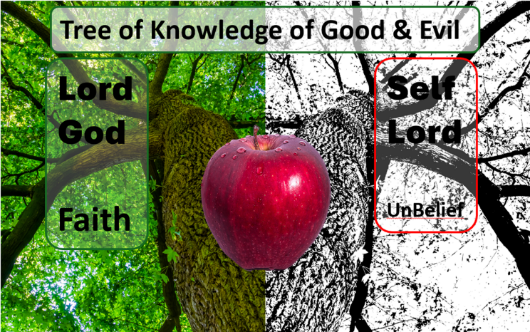 Tree of Knowledge of Good & Evil
Lord
God
Faith
Self
Lord
UnBelief